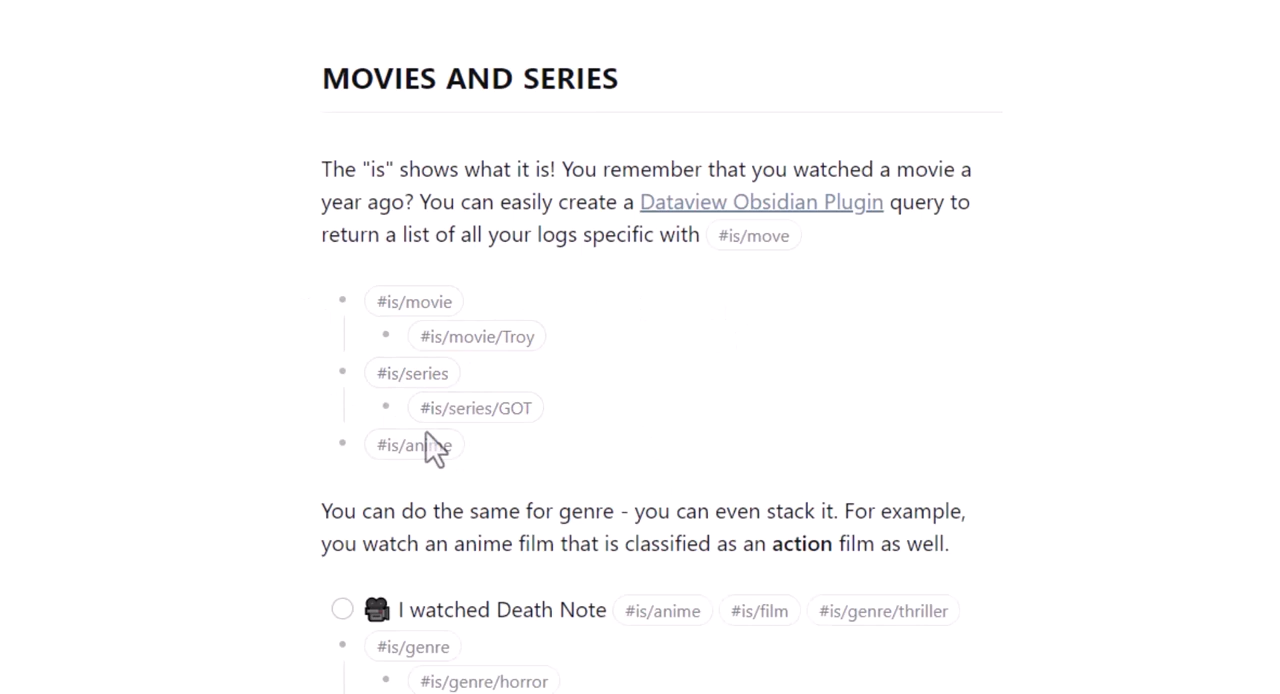 MOVIES AND SERIES
The "is" shows what it is! You remember that you watched a movie a
year ago? You can easily create a Dataview Obsidian Plugin query to
return a list of all your logs specific with #is/move
#is/movie
#is/movie/Troy
#is/series
#is/series/GOT
#is/anime
You can do the same for genre - you can even stack it. For example,
you watch an anime film that is classified as an action film as well.
I watched Death Note #is/anime #is/film #is/genre/thriller
#is/genre
#is/genre/horror